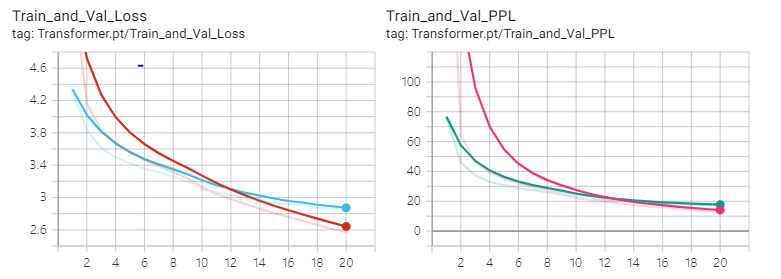 Train_and_Val_Loss
tag: Transformer.pt/Train_and_Val_Loss
4.6
4.2
3.8
3.4
3
2.6
2 4 6 8 10 12 14 16 18 20
Train_and_Val_PPL
tag: Transformer.pt/Train_and_Val_PPL
100
80
60
40
20
0
2 4 6 8 10 12 14 16 18 20